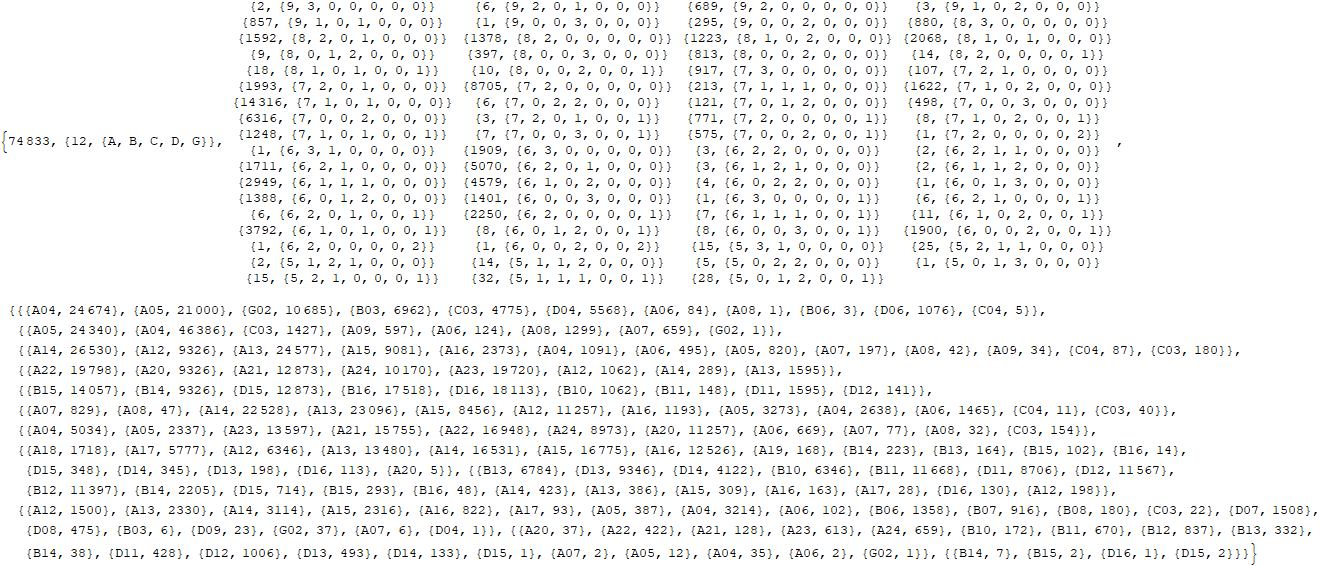 {2, {9, 3, 0, 0, 0, 0, 0}} {6, {9, 2, 0, 1, 0, 0, 0}} {689, {9, 2, 0, 0, 0, 0, 0}} {3, {9, 1, 0, 2, 0, 0, 0}}
{857, {9, 1, 0, 1, 0, 0, 0}} {1, {9, 0, 0, 3, 0, 0, 0}} {295, {9, 0, 0, 2, 0, 0, 0}} {880, {8, 3, 0, 0, 0, 0, 0}}
{1592, {8, 2, 0, 1, 0, 0, 0}} {1378, {8, 2, 0, 0, 0, 0, 0}} {1223, {8, 1, 0, 2, 0, 0, 0}} {2068, {8, 1, 0, 1, 0, 0, 0}}
{9, {8, 0, 1, 2, 0, 0, 0}} {397, {8, 0, 0, 3, 0, 0, 0}} {813, {8, 0, 0, 2, 0, 0, 0}} {14, {8, 2, 0, 0, 0, 0, 1}}
{18, {8, 1, 0, 1, 0, 0, 1}} {10, {8, 0, 0, 2, 0, 0, 1}} {917, {7, 3, 0, 0, 0, 0, 0}} {107, {7, 2, 1, 0, 0, 0, 0}}
{1993, {7, 2, 0, 1, 0, 0, 0}} {8705, {7, 2, 0, 0, 0, 0, 0}} {213, {7, 1, 1, 1, 0, 0, 0}} {1622, {7, 1, 0, 2, 0, 0, 0}}
{14316, {7, 1, 0, 1, 0, 0, 0}} {6, {7, 0, 2, 2, 0, 0, 0}} {121, {7, 0, 1, 2, 0, 0, 0}} {498, {7, 0, 0, 3, 0, 0, 0}}
{6316, {7, 0, 0, 2, 0, 0, 0}} {3, {7, 2, 1, 0, 0, 0, 1}} {771, {7, 2, 0, 0, 0, 0, 1}} {8, {7, 1, 0, 2, 0, 0, 1}}
{74833, {12, {A, B, C, D, G}}, {1248, {7, 1, 0, 1, 0, 0, 1}} {7, {7, 0, 0, 3, 0, 0, 1}} {575, {7, 0, 0, 2, 0, 0, 1}} {1, {7, 2, 0, 0, 0, 0, 2}} ,
{1, {6, 3, 1, 0, 0, 0, 0}} {1909, {6, 3, 0, 0, 0, 0, 0}} {3, {6, 2, 2, 0, 0, 0, 0}} {2, {6, 2, 1, 1, 0, 0, 0}}
{1711, {6, 2, 1, 0, 0, 0, 0}} {5070, {6, 2, 0, 1, 0, 0, 0}} {3, {6, 1, 2, 1, 0, 0, 0}} {2, {6, 1, 1, 2, 0, 0, 0}}
{2949, {6, 1, 1, 1, 0, 0, 0}} {4579, {6, 1, 0, 2, 0, 0, 0}} {4, {6, 0, 2, 2, 0, 0, 0}} {1, {6, 0, 1, 3, 0, 0, 0}}
{1388, {6, 0, 1, 2, 0, 0, 0}} {1401, {6, 0, 0, 3, 0, 0, 0}} {1, {6, 3, 0, 0, 0, 0, 1}} {6, {6, 2, 1, 0, 0, 0, 1}}
{6, {6, 2, 0, 1, 0, 0, 1}} {2250, {6, 2, 0, 0, 0, 0, 1}} {7, {6, 1, 1, 1, 0, 0, 1}} {11, {6, 1, 0, 2, 0, 0, 1}}
{3792, {6, 1, 0, 1, 0, 0, 1}} {8, {6, 0, 1, 2, 0, 0, 1}} {8, {6, 0, 0, 3, 0, 0, 1}} {1900, {6, 0, 0, 2, 0, 0, 1}}
{1, {6, 2, 0, 0, 0, 0, 2}} {1, {6, 0, 0, 2, 0, 0, 2}} {15, {5, 3, 1, 0, 0, 0, 0}} {25, {5, 2, 1, 1, 0, 0, 0}}
{2, {5, 1, 2, 1, 0, 0, 0}} {14, {5, 1, 1, 2, 0, 0, 0}} {5, {5, 0, 2, 2, 0, 0, 0}} {1, {5, 0, 1, 3, 0, 0, 0}}
{15, {5, 2, 1, 0, 0, 0, 1}} {32, {5, 1, 1, 1, 0, 0, 1}} {28, {5, 0, 1, 2, 0, 0, 1}}
{{{A04, 24674}, {A05, 21000}, {G02, 10685}, {B03, 6962}, {C03, 4775}, {D04, 5568}, {A06, 84}, {A08, 1}, {B06, 3}, {D06, 1076}, {C04, 5}},
{{A05, 24340}, {A04, 46386}, {C03, 1427}, {A09, 597}, {A06, 124}, {A08, 1299}, {A07, 659}, {G02, 1}},
{{A14, 26530}, {A12, 9326}, {A13, 24577}, {A15, 9081}, {A16, 2373}, {A04, 1091}, {A06, 495}, {A05, 820}, {A07, 197}, {A08, 42}, {A09, 34}, {C04, 87}, {C03, 180}},
{{A22, 19798}, {A20, 9326}, {A21, 12873}, {A24, 10170}, {A23, 19720}, {A12, 1062}, {A14, 289}, {A13, 1595}},
{{B15, 14057}, {B14, 9326}, {D15, 12873}, {B16, 17518}, {D16, 18113}, {B10, 1062}, {B11, 148}, {D11, 1595}, {D12, 141}},
{{A07, 829}, {A08, 47}, {A14, 22528}, {A13, 23096}, {A15, 8456}, {A12, 11257}, {A16, 1193}, {A05, 3273}, {A04, 2638}, {A06, 1465}, {C04, 11}, {C03, 40}},
{{A04, 5034}, {A05, 2337}, {A23, 13597}, {A21, 15755}, {A22, 16948}, {A24, 8973}, {A20, 11257}, {A06, 669}, {A07, 77}, {A08, 32}, {C03, 154}},
{{A18, 1718}, {A17, 5777}, {A12, 6346}, {A13, 13480}, {A14, 16531}, {A15, 16775}, {A16, 12526}, {A19, 168}, {B14, 223}, {B13, 164}, {B15, 102}, {B16, 14},
{D15, 348}, {D14, 345}, {D13, 198}, {D16, 113}, {A20, 5}}, {{B13, 6784}, {D13, 9346}, {D14, 4122}, {B10, 6346}, {B11, 11668}, {D11, 8706}, {D12, 11567},
{B12, 11397}, {B14, 2205}, {D15, 714}, {B15, 293}, {B16, 48}, {A14, 423}, {A13, 386}, {A15, 309}, {A16, 163}, {A17, 28}, {D16, 130}, {A12, 198}},
{{A12, 1500}, {A13, 2330}, {A14, 3114}, {A15, 2316}, {A16, 822}, {A17, 93}, {A05, 387}, {A04, 3214}, {A06, 102}, {B06, 1358}, {B07, 916}, {B08, 180}, {C03, 22}, {D07, 1508},
{D08, 475}, {B03, 6}, {D09, 23}, {G02, 37}, {A07, 6}, {D04, 1}}, {{A20, 37}, {A22, 422}, {A21, 128}, {A23, 613}, {A24, 659}, {B10, 172}, {B11, 670}, {B12, 837}, {B13, 332},
{B14, 38}, {D11, 428}, {D12, 1006}, {D13, 493}, {D14, 133}, {D15, 1}, {A07, 2}, {A05, 12}, {A04, 35}, {A06, 2}, {G02, 1}}, {{B14, 7}, {B15, 2}, {D16, 1}, {D15, 2}}}}